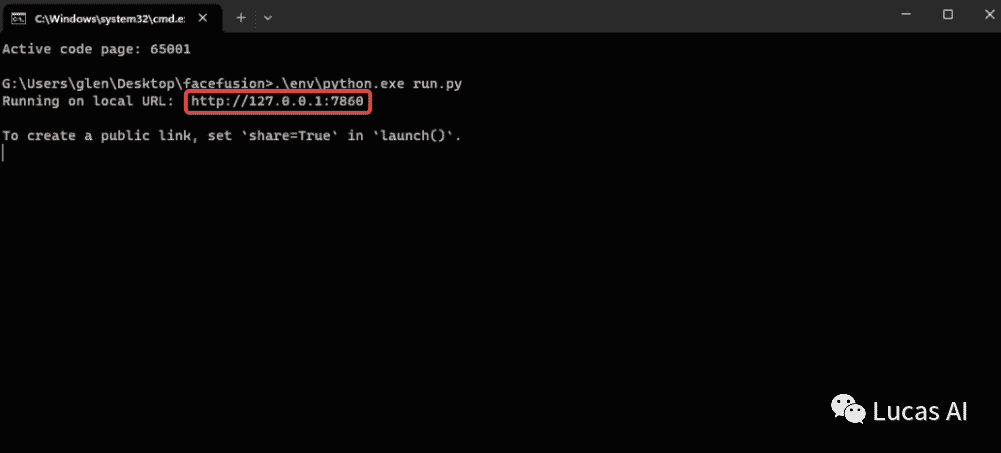 C:\Windows\system32\cmd.e:
Active code page: 65001
G:\Users\glen\Desktop\facefusion>.\env\python.exe run.py
Running on local URL: http://127.0.0.1:7860
To create a public link, set `share=True` in `launch()`.
Lucas AI